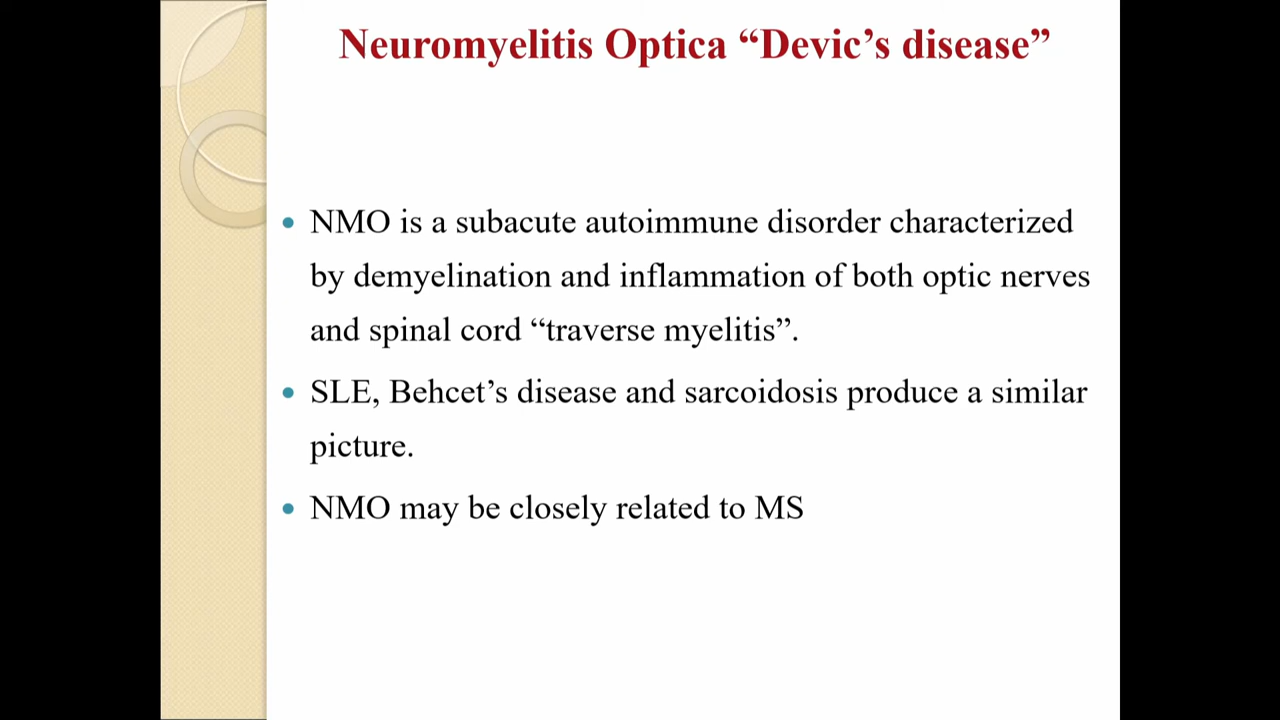 Neuromyelitis Optica “Devic’s disease”
NMO is a subacute autoimmune disorder characterized
by demyelination and inflammation of both optic nerves
and spinal cord “traverse myelitis”.
SLE, Behcet’s disease and sarcoidosis produce a similar
picture.
NMO may be closely related to MS